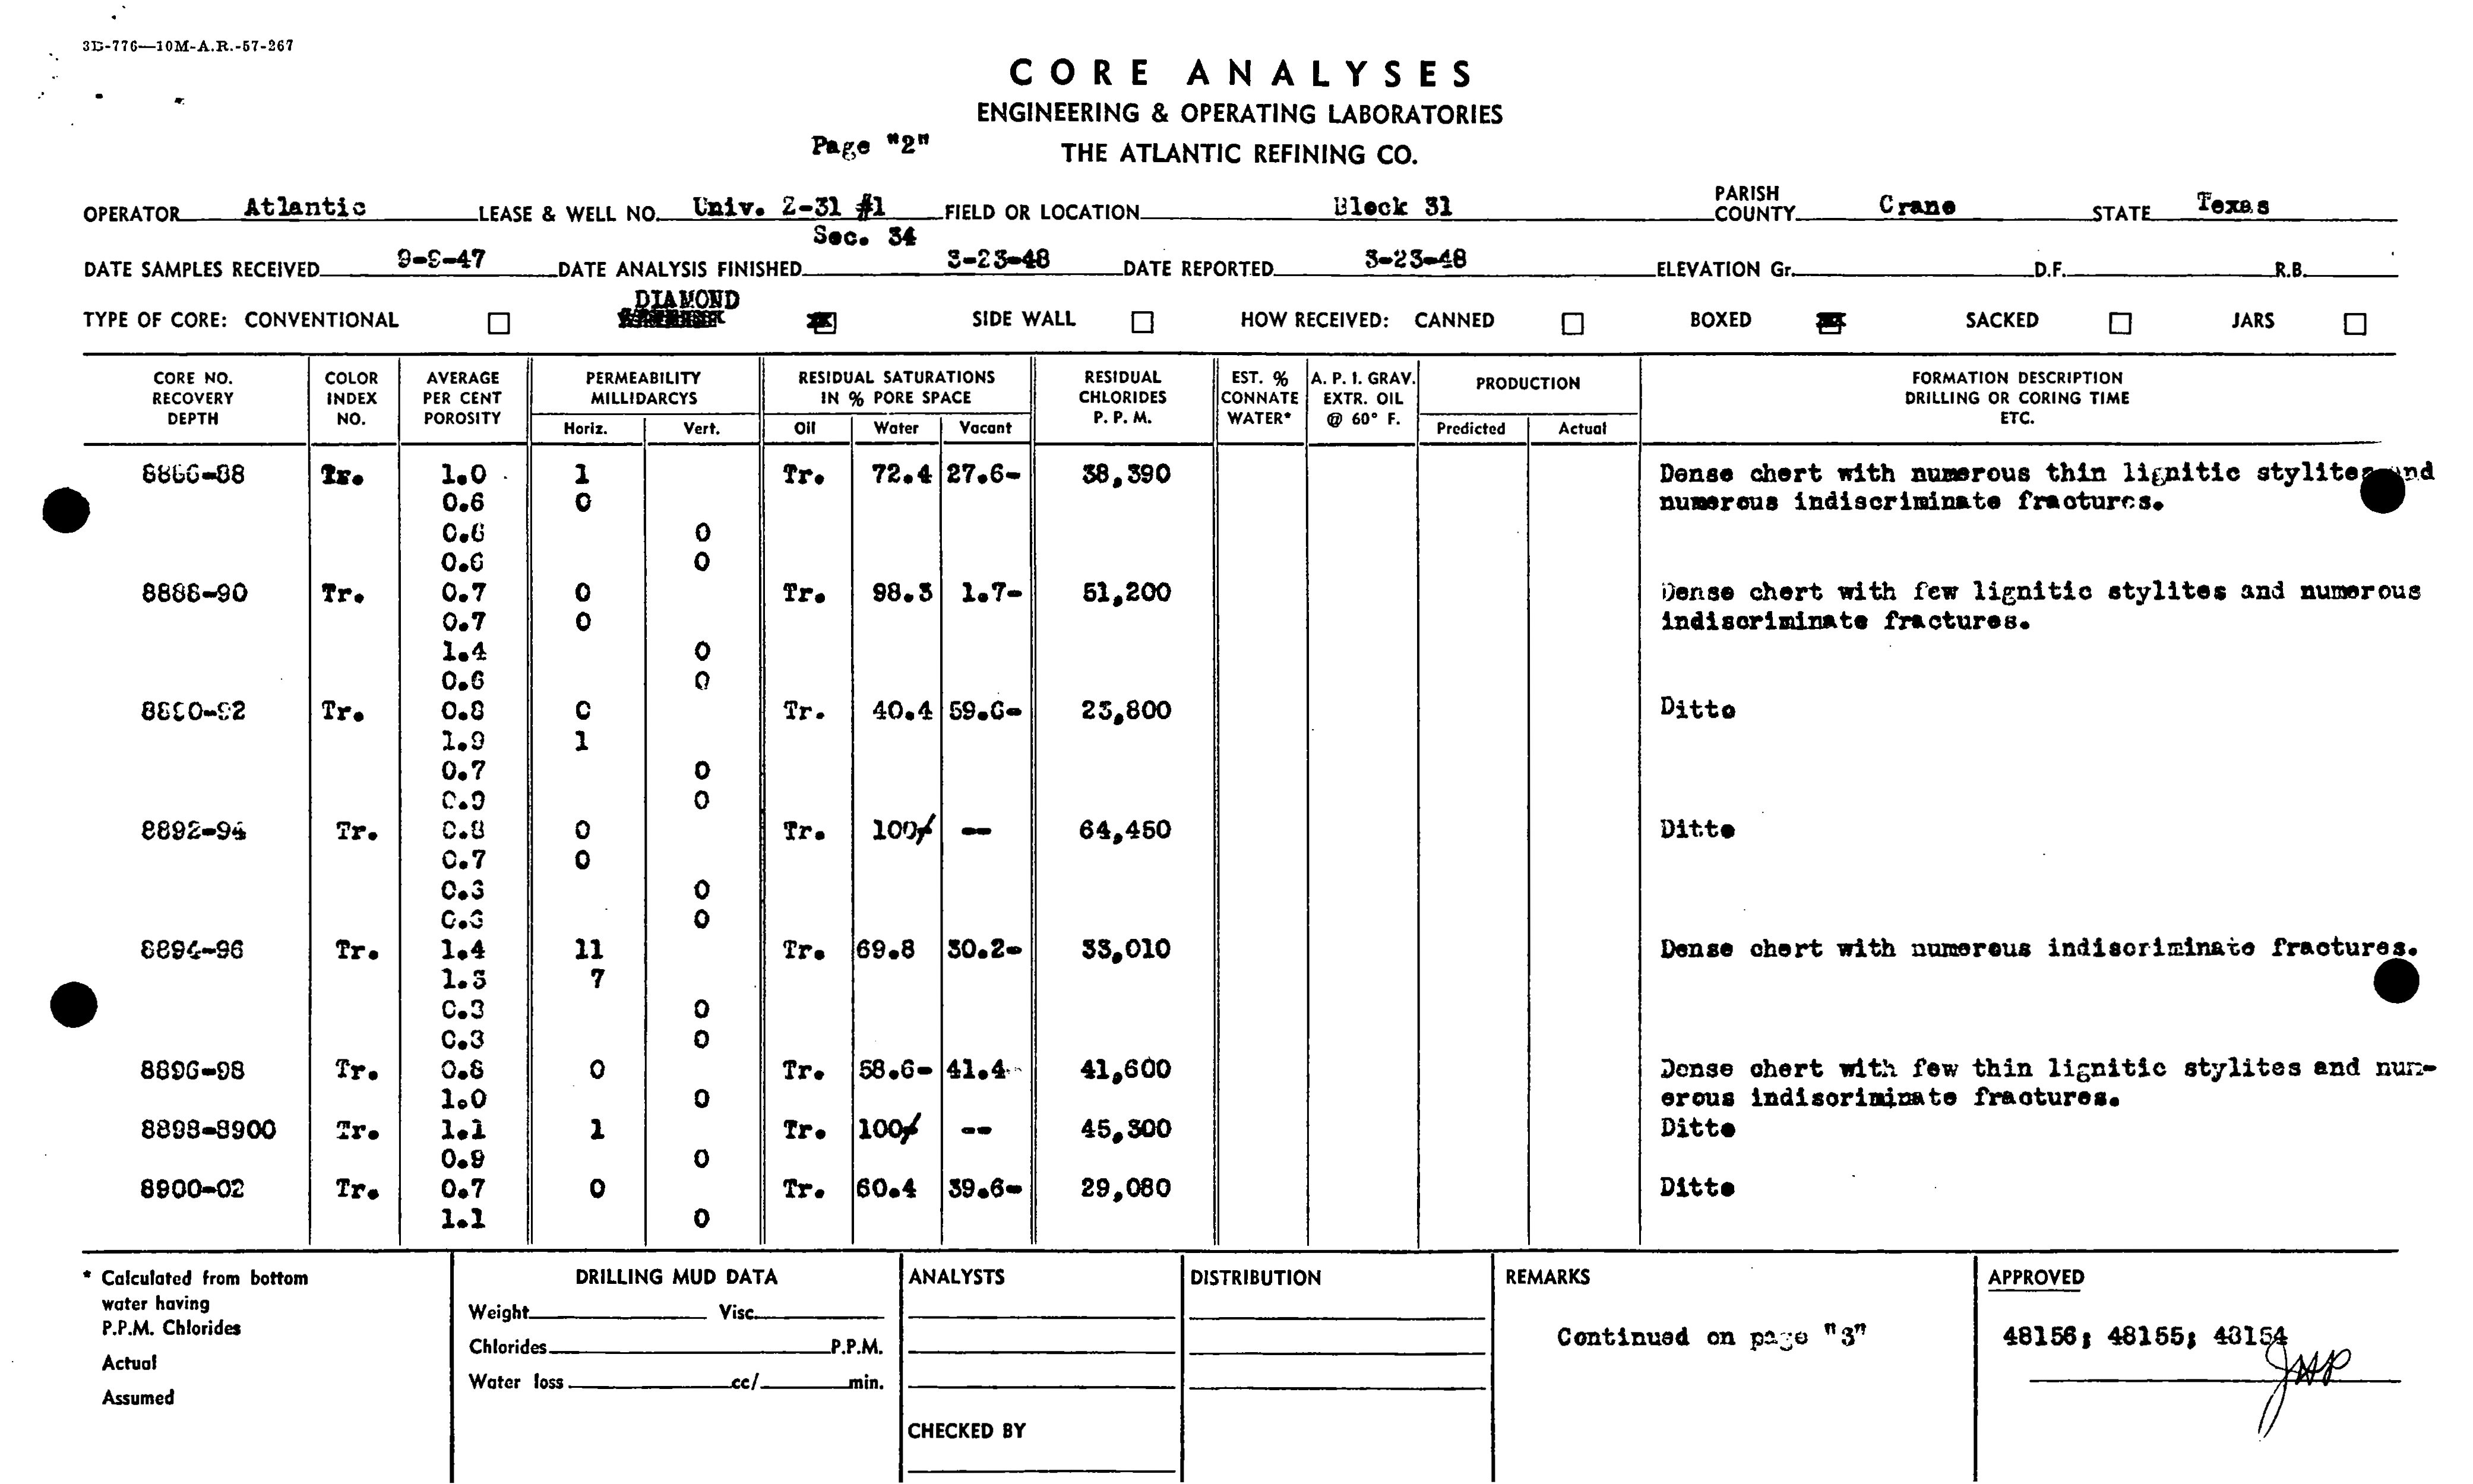 3D-776—10M-A.R.-57-267
CORE ANALYSES
ENGINEERING & OPERATING LABORATORIES
Page "2"
THE ATLANTIC REFINING CO.
OPERATOR Atlantic LEASE & WELL NO. Univ. 2-31 #1 FIELD OR LOCATION Block 31 PARISH COUNTY Crane STATE Texas
Sec. 34
DATE SAMPLES RECEIVED DATE ANALYSIS FINISHED 3-23-48 DATE REPORTED 3-23-48 ELEVATION Gr. D.F. R.B.
DIAMOND
TYPE OF CORE: CONVENTIONAL SIDE WALL HOW RECEIVED: CANNED BOXED SACKED JARS
CORE NO. RECOVERY DEPTH COLOR INDEX NO. AVERAGE PER CENT POROSITY PERMEABILITY MILLIDARCYS RESIDUAL SATURATIONS IN % PORE SPACE RESIDUAL CHLORIDES P. P. M. EST. % CONNATE WATER* A. P. I. GRAV. EXTR. OIL @ 60° F. PRODUCTION FORMATION DESCRIPTION DRILLING OR CORING TIME ETC.
Horiz. Vert. Oil Water Vacant Predicted Actual
8886-88 Tr. 1.0 1 Tr. 72.4 27.6- 38,390 Dense chert with numerous thin lignitic stylites and
0.6 0 numerous indiscriminate fractures.
0.6 0
0.6 0
8888-90 Tr. 0.7 0 Tr. 98.3 1.7- 51,200 Dense chert with few lignitic stylites and numerous
0.7 0 indiscriminate fractures.
1.4 0
0.6 0
8890-92 Tr. 0.8 0 Tr. 40.4 59.6- 23,800 Ditto
1.9 1
0.7 0
0.9 0
8892-94 Tr. 0.8 0 Tr. 100+ -- 64,450 Ditto
0.7 0
0.3 0
0.3 0
8894-96 Tr. 1.4 11 Tr. 69.8 30.2- 33,010 Dense chert with numerous indiscriminate fractures.
1.3 7
0.3 0
0.3 0
8896-98 Tr. 0.8 0 Tr. 58.6- 41.4- 41,600 Dense chert with few thin lignitic stylites and num-
1.0 0 erous indiscriminate fractures.
8898-8900 Tr. 1.1 1 Tr. 100+ -- 45,300 Ditto
0.9 0
8900-02 Tr. 0.7 0 Tr. 60.4 39.6- 29,080 Ditto
1.1 0
* Calculated from bottom water having P.P.M. Chlorides
Actual
Assumed
DRILLING MUD DATA
Weight Visc.
Chlorides P.P.M.
Water loss cc/ min.
ANALYSTS
CHECKED BY
DISTRIBUTION
REMARKS
Continued on page "3"
APPROVED
48156; 48155; 48154